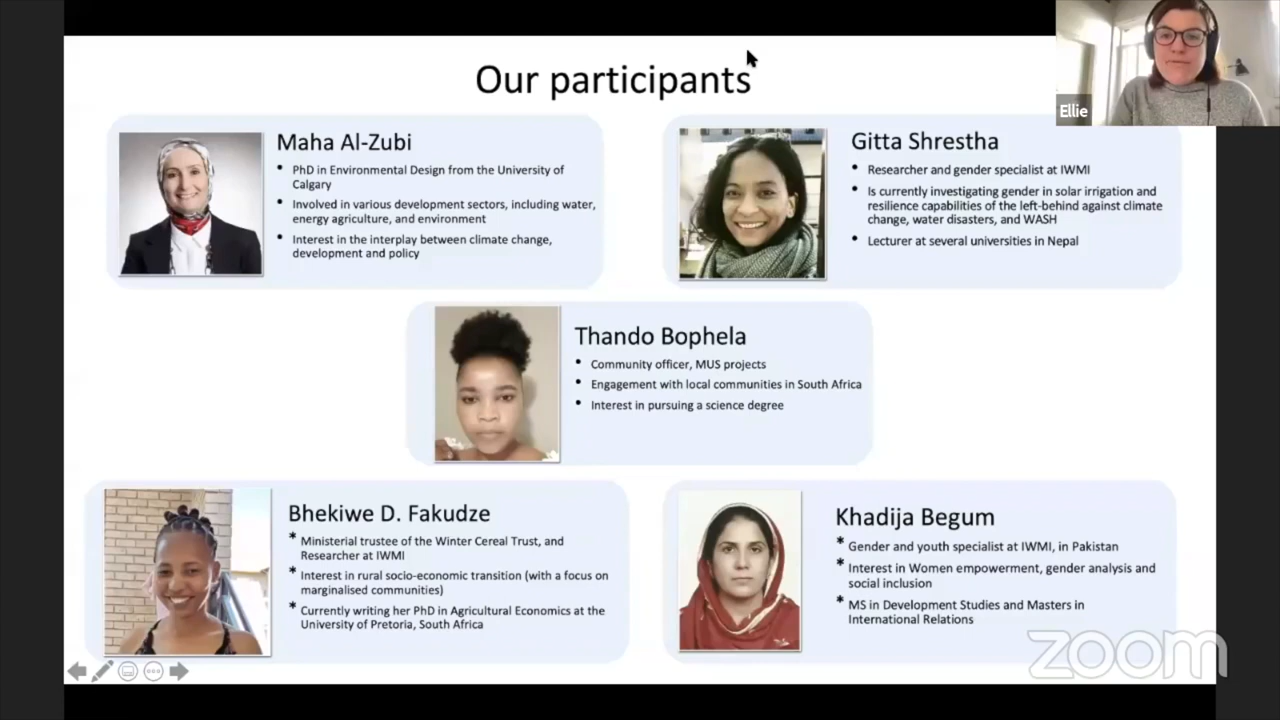 Our participants
Ellie
Maha Al-Zubi
• PhD in Environmental Design from the University of
Calgary
• Involved in various development sectors, including water,
energy agriculture, and environment
• Interest in the interplay between climate change,
development and policy
Gitta Shrestha
• Researcher and gender specialist at IWMI
• Is currently investigating gender in solar irrigation and
resilience capabilities of the left-behind against climate
change, water disasters, and WASH
• Lecturer at several universities in Nepal
Thando Bophela
• Community officer, MUS projects
• Engagement with local communities in South Africa
• Interest in pursuing a science degree
Bhekiwe D. Fakudze
* Ministerial trustee of the Winter Cereal Trust, and
Researcher at IWMI
* Interest in rural socio-economic transition (with a focus on
marginalised communities)
* Currently writing her PhD in Agricultural Economics at the
University of Pretoria, South Africa
Khadija Begum
* Gender and youth specialist at IWMI, in Pakistan
* Interest in Women empowerment, gender analysis and
social inclusion
* MS in Development Studies and Masters in
International Relations
zoom